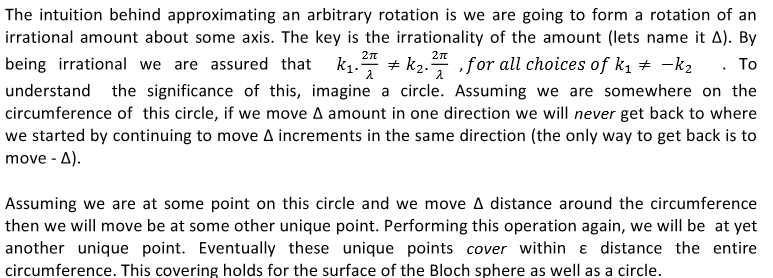 The intuition behind approximating an arbitrary rotation is we are going to form a rotation of an
irrational amount about some axis. The key is the irrationality of the amount (lets name it Δ). By
being irrational we are assured that k₁.2π/λ ≠ k₂.2π/λ , for all choices of k₁ ≠ −k₂ . To
understand the significance of this, imagine a circle. Assuming we are somewhere on the
circumference of this circle, if we move Δ amount in one direction we will never get back to where
we started by continuing to move Δ increments in the same direction (the only way to get back is to
move - Δ).
Assuming we are at some point on this circle and we move Δ distance around the circumference
then we will move be at some other unique point. Performing this operation again, we will be at yet
another unique point. Eventually these unique points cover within ε distance the entire
circumference. This covering holds for the surface of the Bloch sphere as well as a circle.